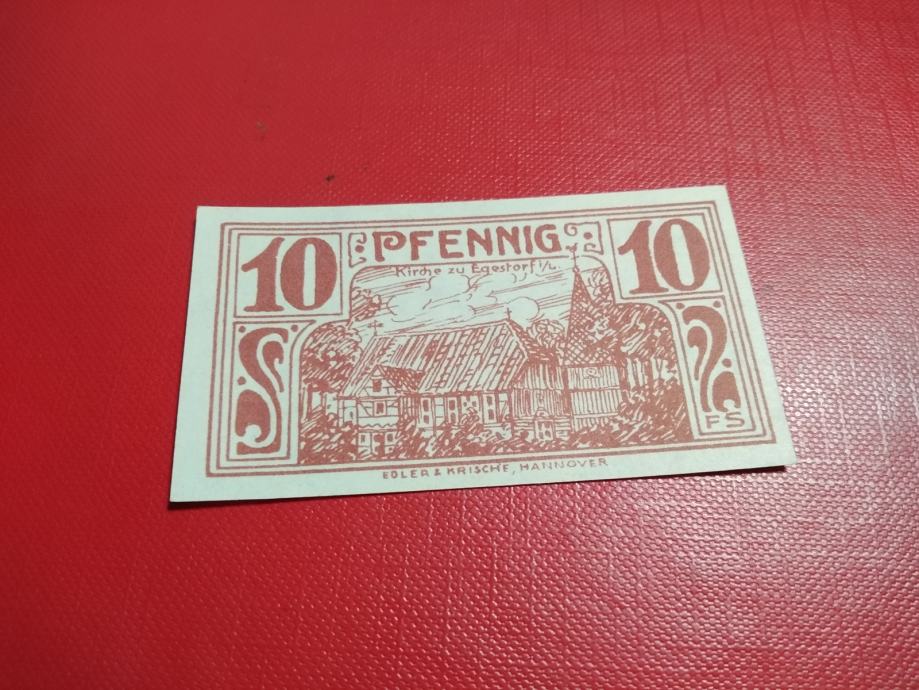 10 PFENNIG 10
Kirche zu Egestorf i/L.
FS
EDLER & KRISCHE, HANNOVER